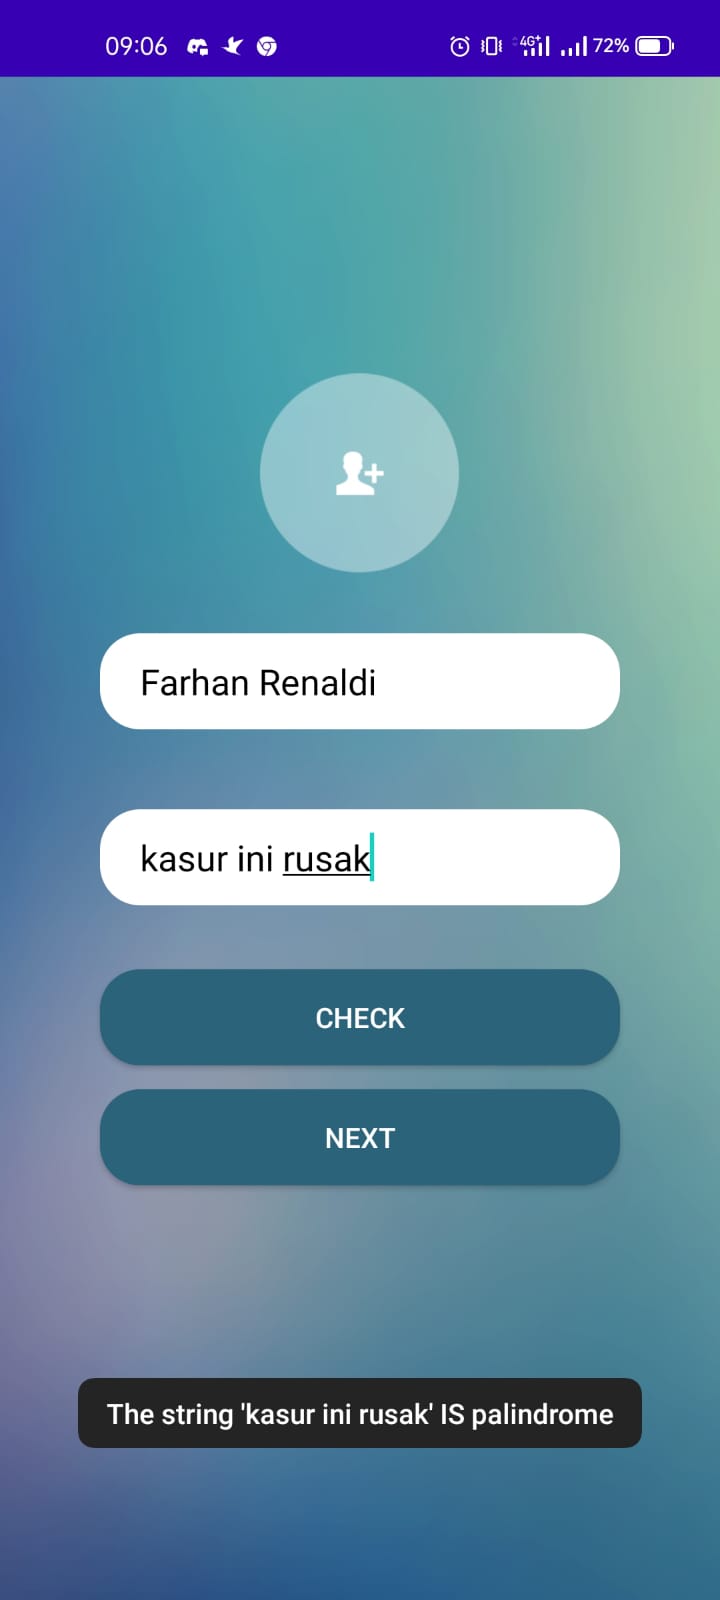 09:06 4G+ 72%
Farhan Renaldi
kasur ini rusak
CHECK
NEXT
The string 'kasur ini rusak' IS palindrome